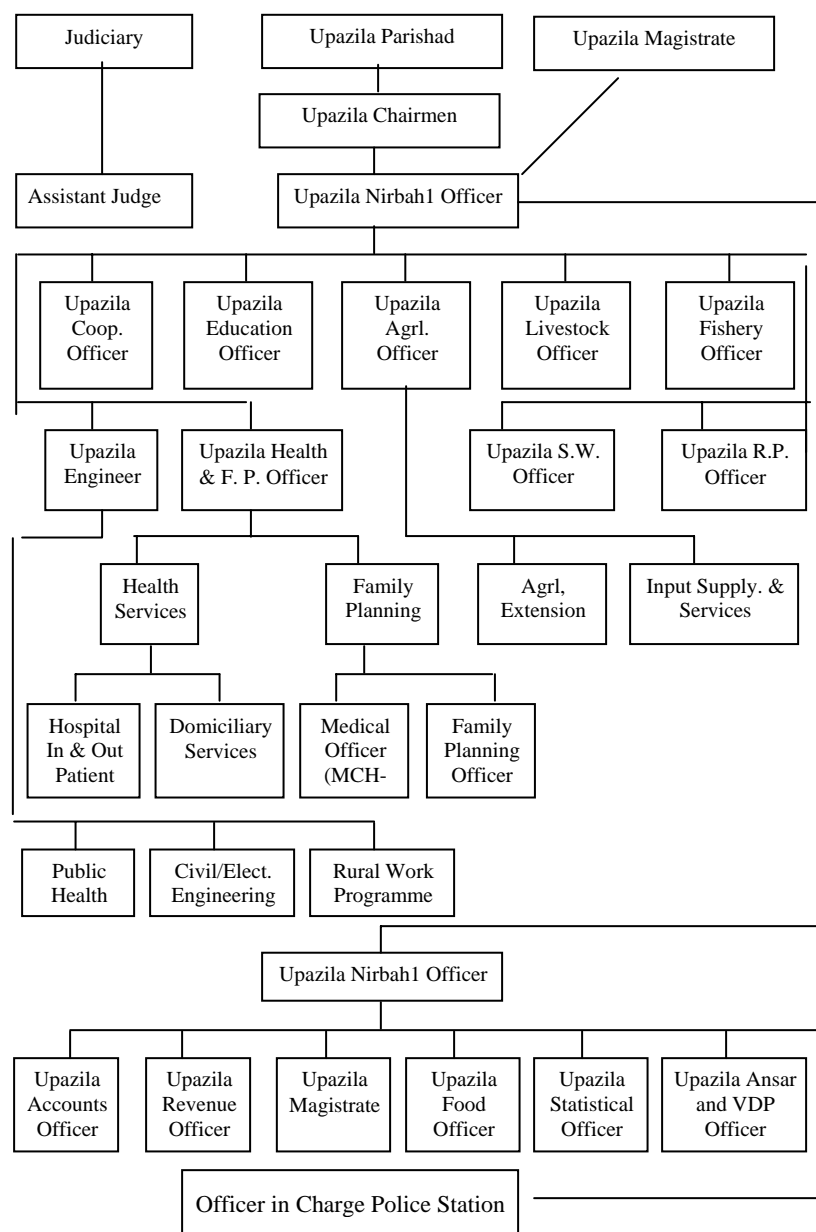 Judiciary
Upazila Parishad
Upazila Magistrate
Upazila Chairmen
Assistant Judge
Upazila Nirbah1 Officer
Upazila
Coop.
Officer
Upazila
Education
Officer
Upazila
Agrl.
Officer
Upazila
Livestock
Officer
Upazila
Fishery
Officer
Upazila
Engineer
Upazila Health
& F. P. Officer
Upazila S.W.
Officer
Upazila R.P.
Officer
Health
Services
Family
Planning
Agrl,
Extension
Input Supply. &
Services
Hospital
In & Out
Patient
Domiciliary
Services
Medical
Officer
(MCH-
Family
Planning
Officer
Public
Health
Civil/Elect.
Engineering
Rural Work
Programme
Upazila Nirbah1 Officer
Upazila
Accounts
Officer
Upazila
Revenue
Officer
Upazila
Magistrate
Upazila
Food
Officer
Upazila
Statistical
Officer
Upazila Ansar
and VDP
Officer
Officer in Charge Police Station